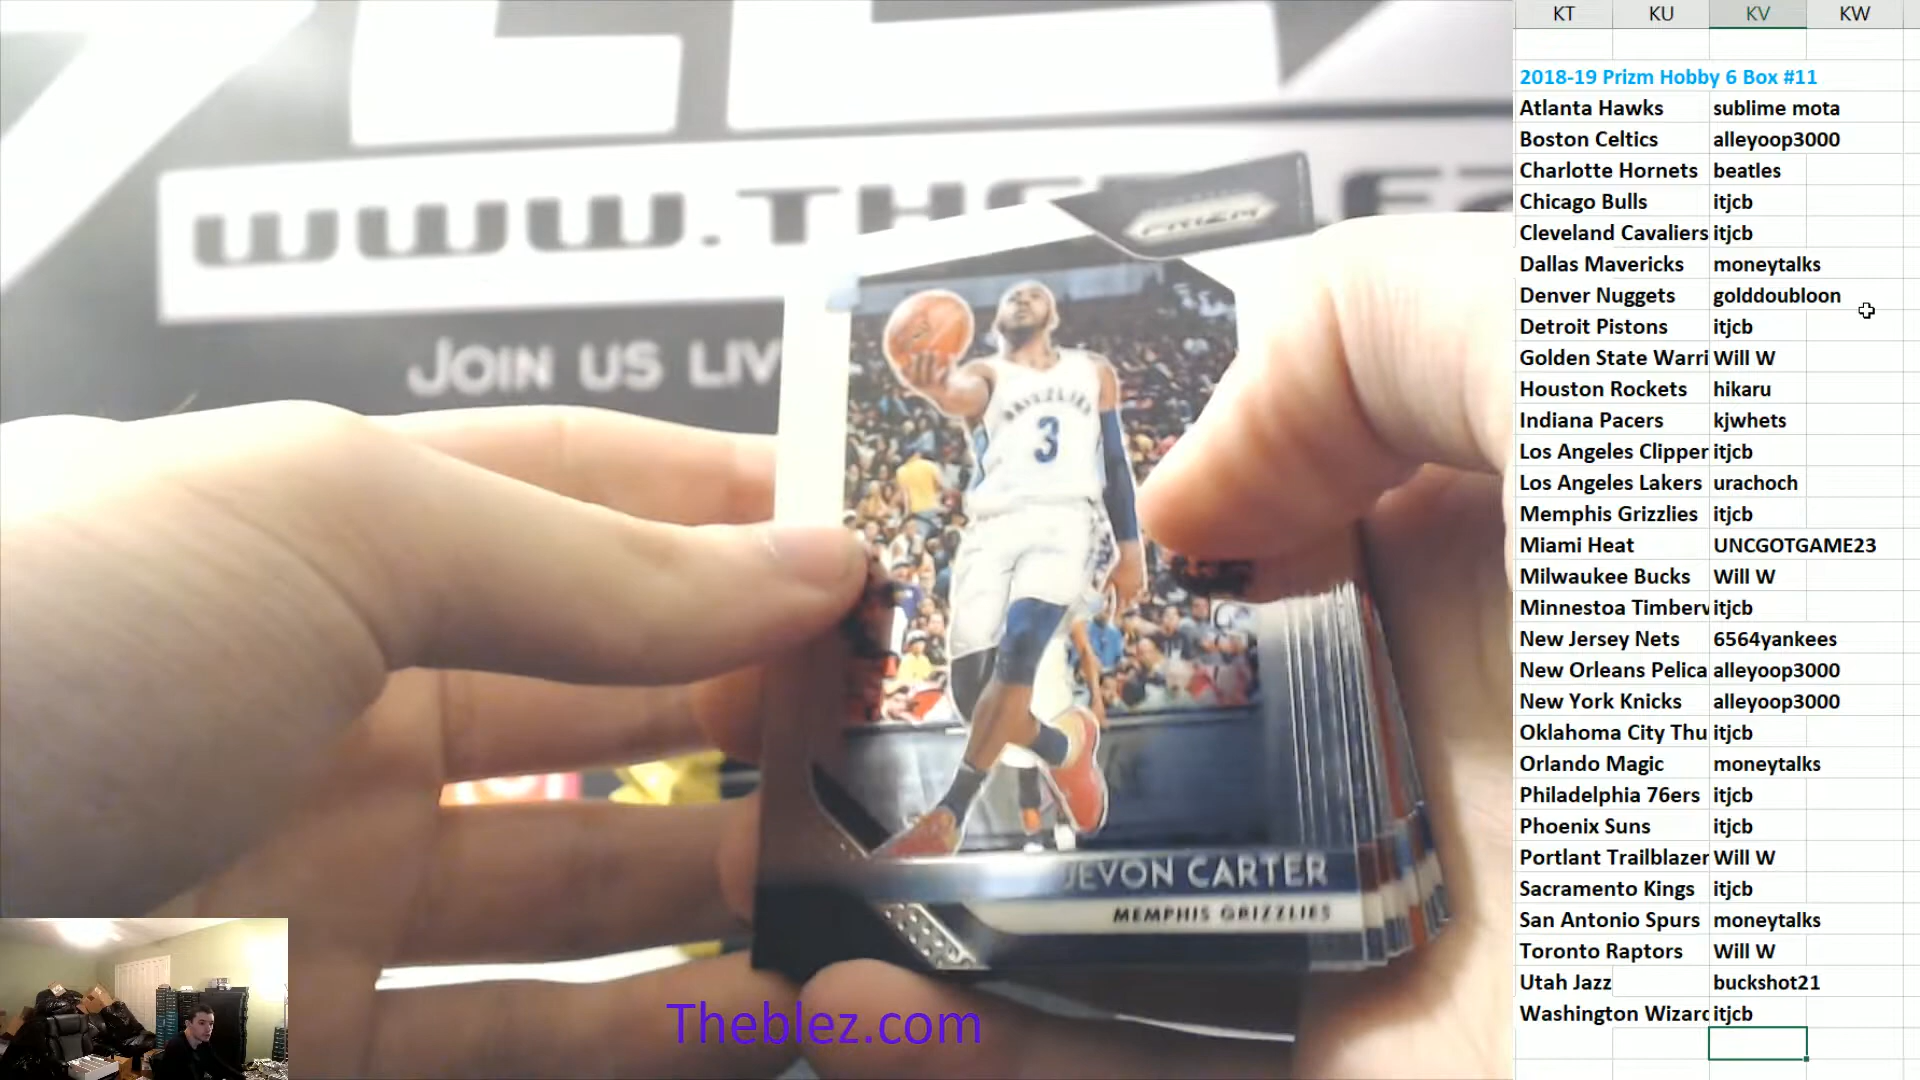 KT KU KV KW
2018-19 Prizm Hobby 6 Box #11
Atlanta Hawks sublime mota
Boston Celtics alleyoop3000
Charlotte Hornets beatles
Chicago Bulls itjcb
Cleveland Cavaliers itjcb
Dallas Mavericks moneytalks
Denver Nuggets golddoubloon
Detroit Pistons itjcb
Golden State Warri Will W
Houston Rockets hikaru
Indiana Pacers kjwhets
Los Angeles Clipper itjcb
Los Angeles Lakers urachoch
Memphis Grizzlies itjcb
Miami Heat UNCGOTGAME23
Milwaukee Bucks Will W
Minnestoa Timberv itjcb
New Jersey Nets 6564yankees
New Orleans Pelica alleyoop3000
New York Knicks alleyoop3000
Oklahoma City Thu itjcb
Orlando Magic moneytalks
Philadelphia 76ers itjcb
Phoenix Suns itjcb
Portlant Trailblazer Will W
Sacramento Kings itjcb
San Antonio Spurs moneytalks
Toronto Raptors Will W
Utah Jazz buckshot21
Washington Wizard itjcb
WWW.THE
JOIN US LIV
PRIZM
GRIZZLIES
3
JEVON CARTER
MEMPHIS GRIZZLIES
Theblez.com